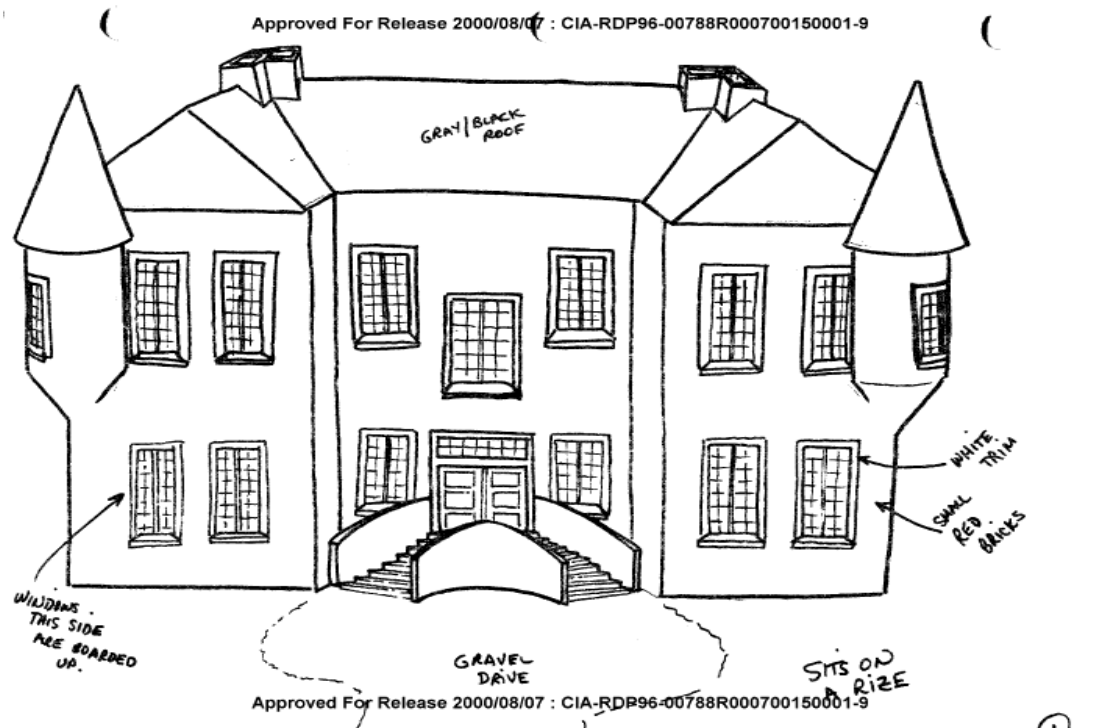 Approved For Release 2000/08/07 : CIA-RDP96-00788R000700150001-9
GRAY/BLACK
ROOF
WHITE
TRIM
SMALL
RED
BRICKS
WINDOWS
THIS SIDE
ARE BOARDED
UP.
GRAVEL
DRIVE
SITS ON
A RIZE
Approved For Release 2000/08/07 : CIA-RDP96-00788R000700150001-9